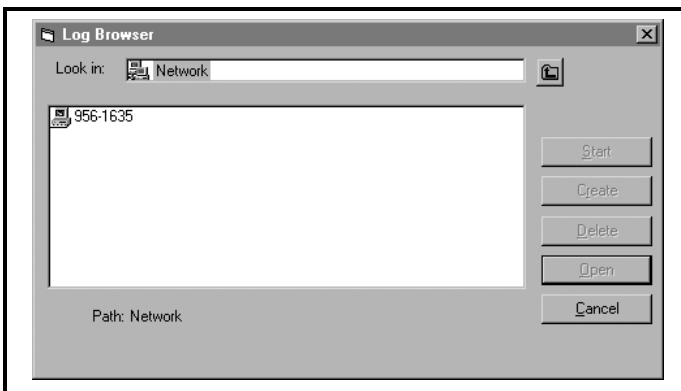 Log Browser
Look in: Network
956-1635
Start
Create
Delete
Open
Cancel
Path: Network